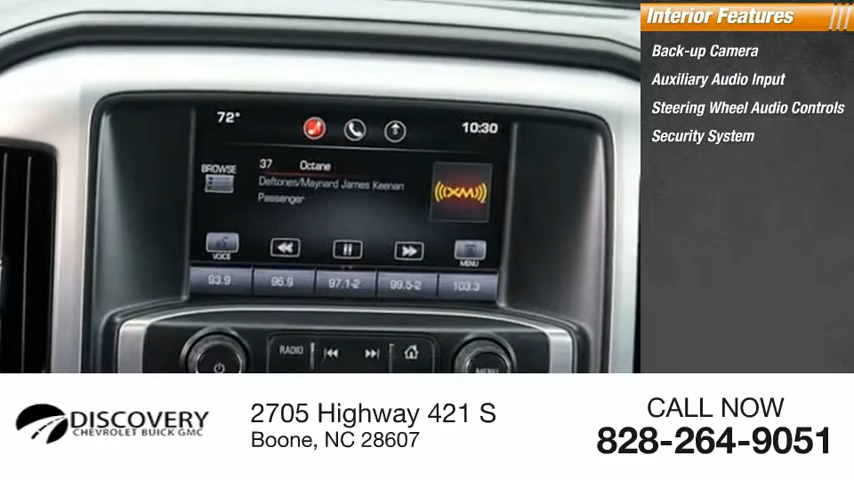 Interior Features
Back-up Camera
Auxiliary Audio Input
Steering Wheel Audio Controls
Security System
72°
10:30
BROWSE
37 Octane
Deftones/Maynard James Keenan
Passenger
((XM))
VOICE
MENU
93.9 96.9 97.1-2 99.5-2 103.3
RADIO
MENU
DISCOVERY
CHEVROLET BUICK GMC
2705 Highway 421 S
Boone, NC 28607
CALL NOW
828-264-9051